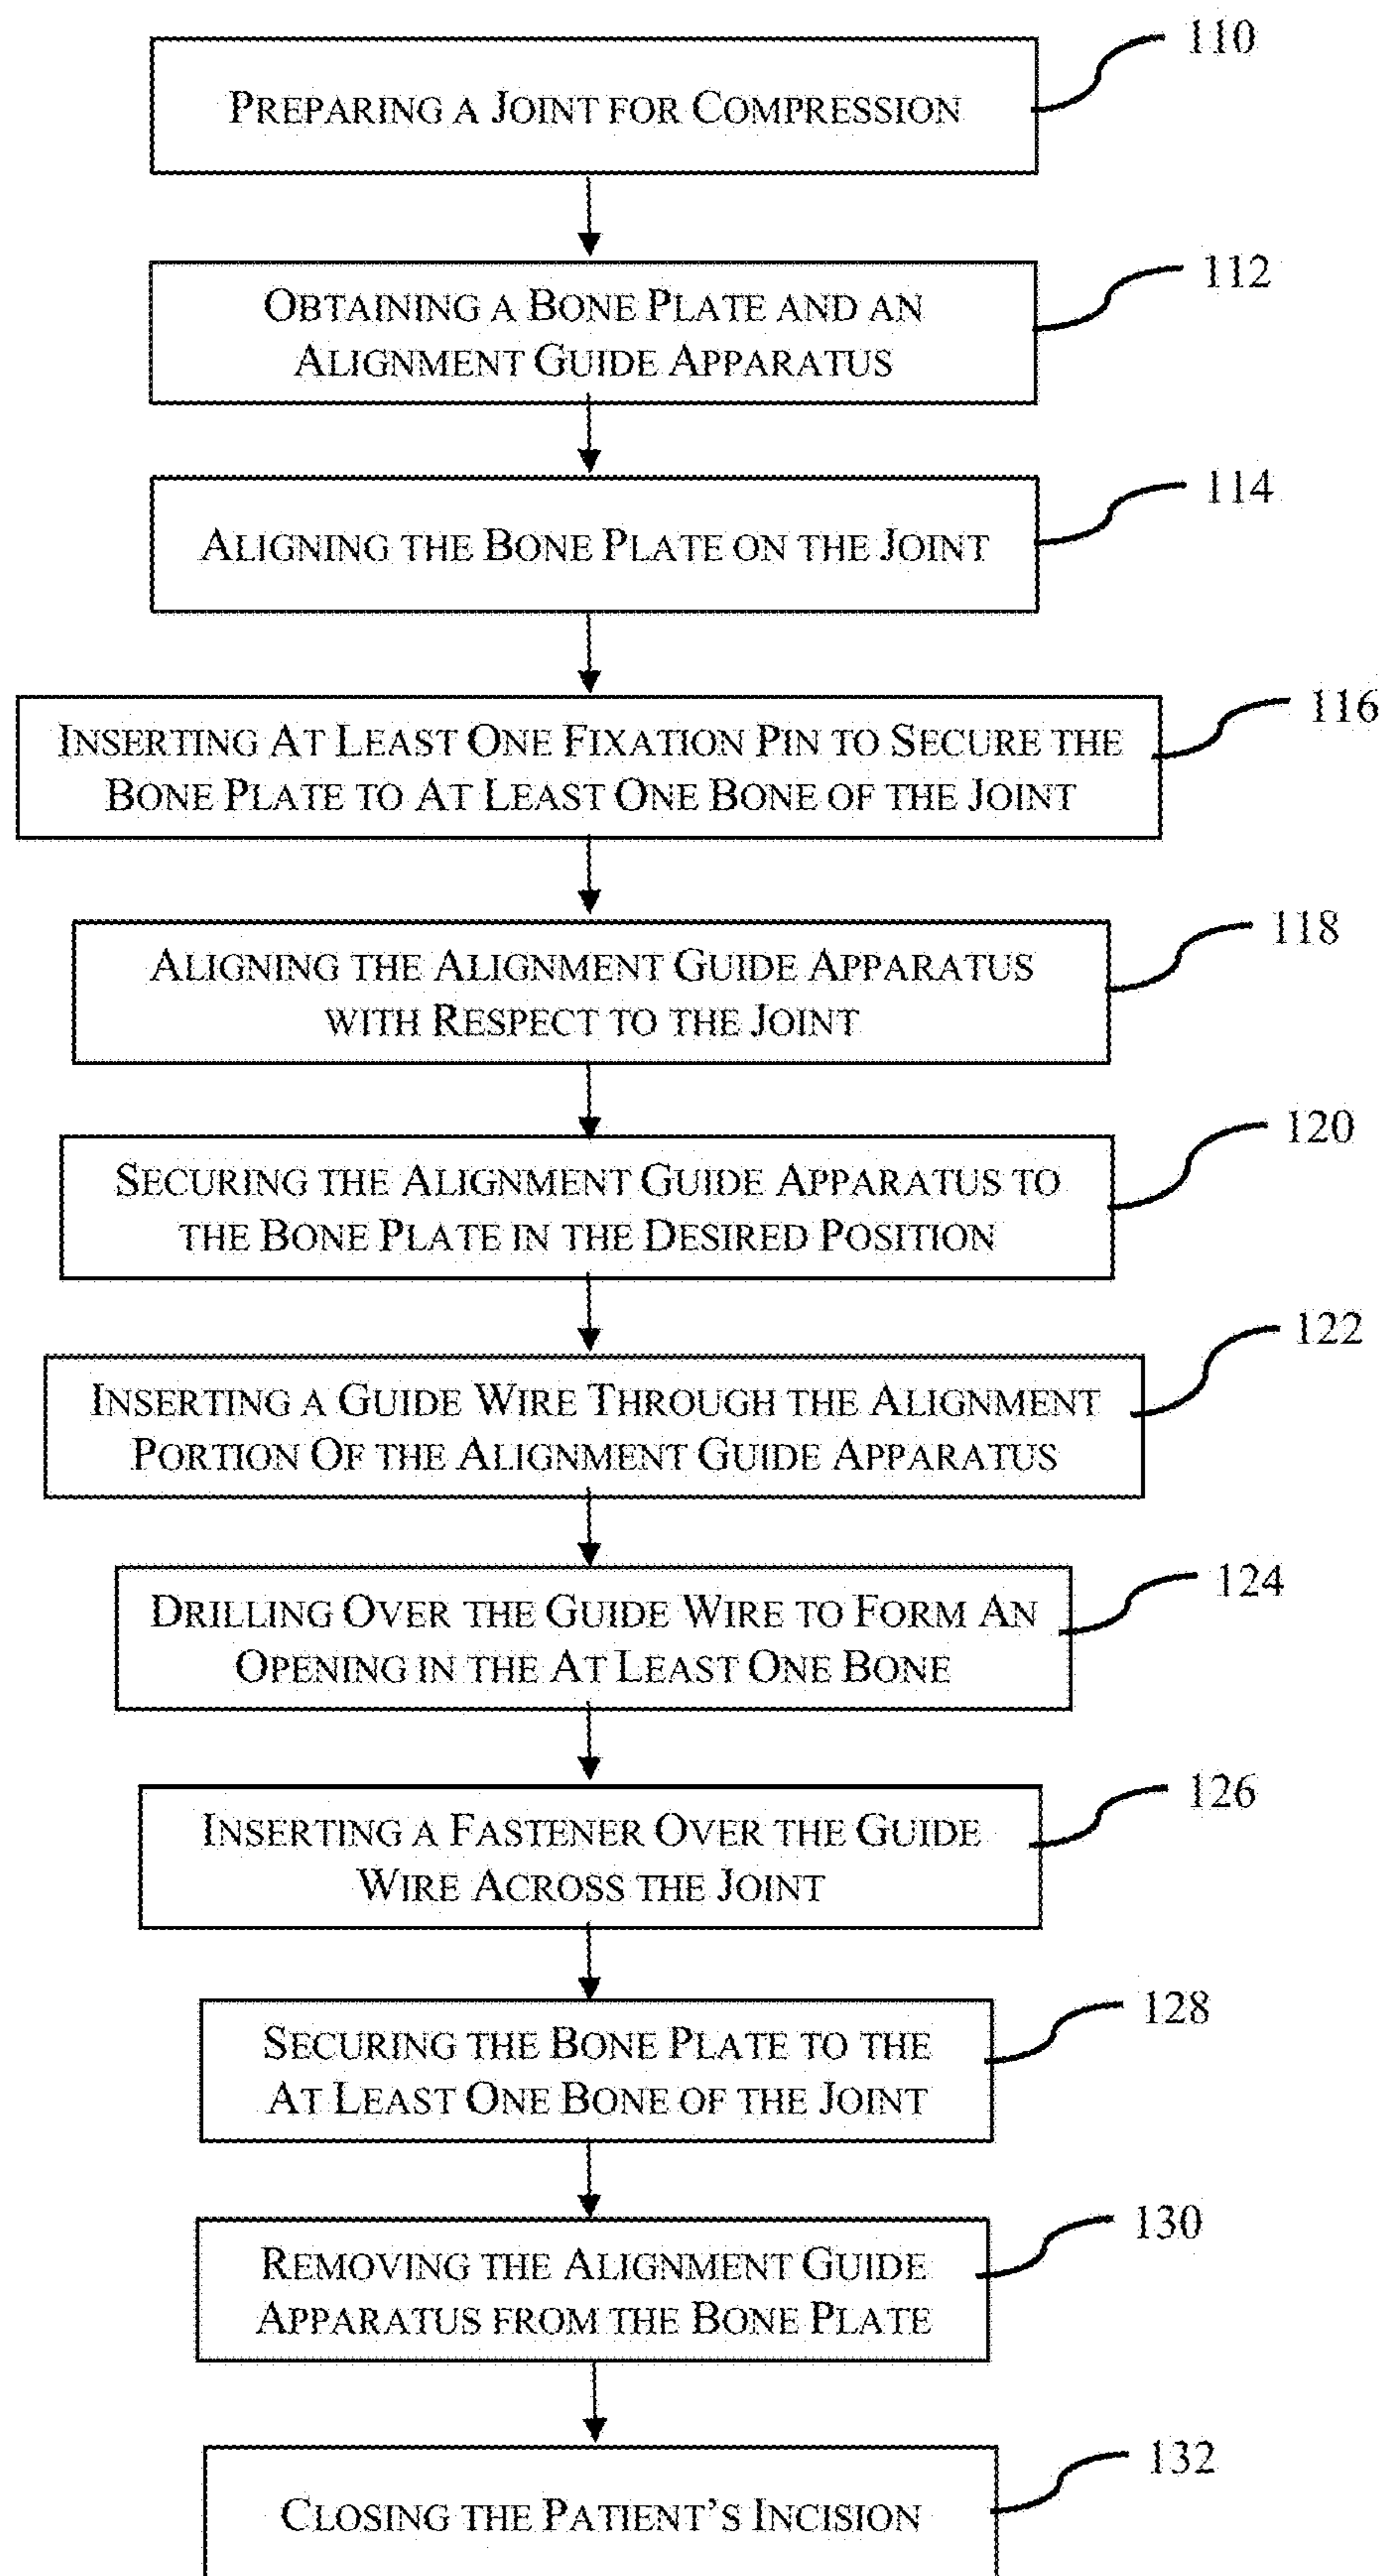 PREPARING A JOINT FOR COMPRESSION
110
OBTAINING A BONE PLATE AND AN
ALIGNMENT GUIDE APPARATUS
112
ALIGNING THE BONE PLATE ON THE JOINT
114
INSERTING AT LEAST ONE FIXATION PIN TO SECURE THE
BONE PLATE TO AT LEAST ONE BONE OF THE JOINT
116
ALIGNING THE ALIGNMENT GUIDE APPARATUS
WITH RESPECT TO THE JOINT
118
SECURING THE ALIGNMENT GUIDE APPARATUS TO
THE BONE PLATE IN THE DESIRED POSITION
120
INSERTING A GUIDE WIRE THROUGH THE ALIGNMENT
PORTION OF THE ALIGNMENT GUIDE APPARATUS
122
DRILLING OVER THE GUIDE WIRE TO FORM AN
OPENING IN THE AT LEAST ONE BONE
124
INSERTING A FASTENER OVER THE GUIDE
WIRE ACROSS THE JOINT
126
SECURING THE BONE PLATE TO THE
AT LEAST ONE BONE OF THE JOINT
128
REMOVING THE ALIGNMENT GUIDE
APPARATUS FROM THE BONE PLATE
130
CLOSING THE PATIENT'S INCISION
132